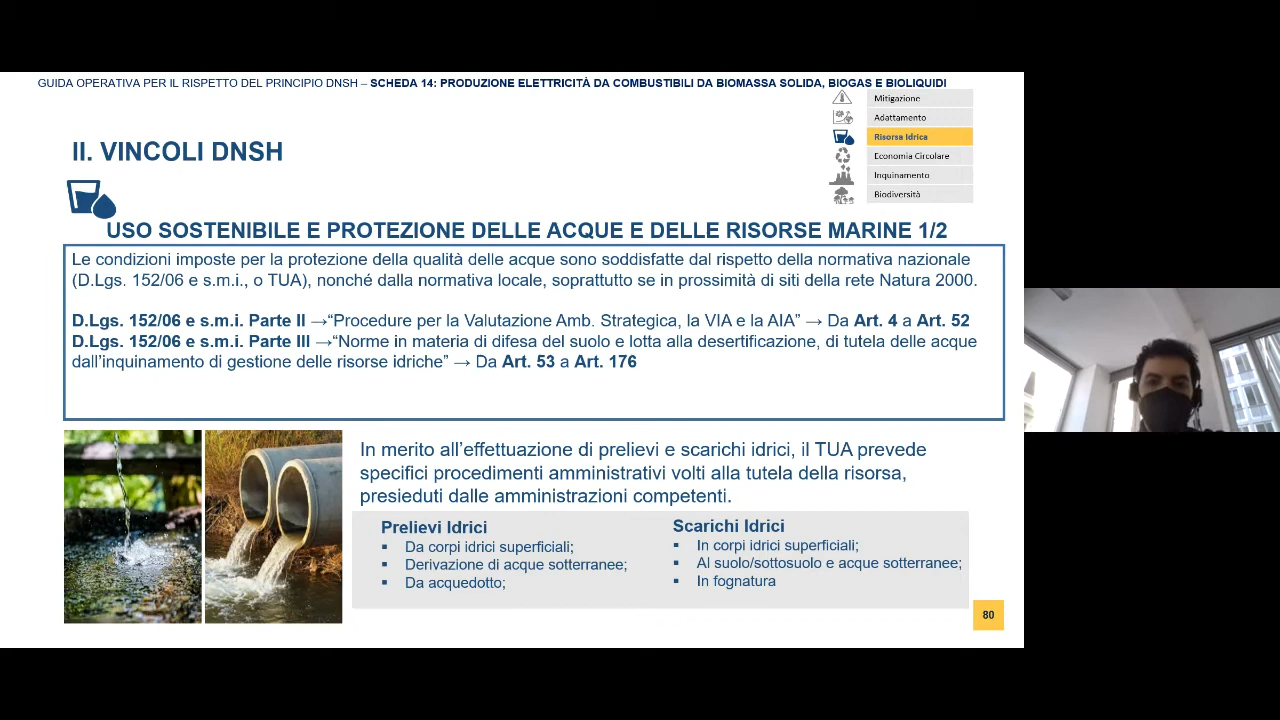 GUIDA OPERATIVA PER IL RISPETTO DEL PRINCIPIO DNSH – SCHEDA 14: PRODUZIONE ELETTRICITÀ DA COMBUSTIBILI DA BIOMASSA SOLIDA, BIOGAS E BIOLIQUIDI
Mitigazione
Adattamento
Risorsa Idrica
Economia Circolare
Inquinamento
Biodiversità
II. VINCOLI DNSH
USO SOSTENIBILE E PROTEZIONE DELLE ACQUE E DELLE RISORSE MARINE 1/2
Le condizioni imposte per la protezione della qualità delle acque sono soddisfatte dal rispetto della normativa nazionale
(D.Lgs. 152/06 e s.m.i., o TUA), nonché dalla normativa locale, soprattutto se in prossimità di siti della rete Natura 2000.
D.Lgs. 152/06 e s.m.i. Parte II →“Procedure per la Valutazione Amb. Strategica, la VIA e la AIA” → Da Art. 4 a Art. 52
D.Lgs. 152/06 e s.m.i. Parte III →“Norme in materia di difesa del suolo e lotta alla desertificazione, di tutela delle acque
dall’inquinamento di gestione delle risorse idriche” → Da Art. 53 a Art. 176
In merito all’effettuazione di prelievi e scarichi idrici, il TUA prevede
specifici procedimenti amministrativi volti alla tutela della risorsa,
presieduti dalle amministrazioni competenti.
Prelievi Idrici
▪ Da corpi idrici superficiali;
▪ Derivazione di acque sotterranee;
▪ Da acquedotto;
Scarichi Idrici
▪ In corpi idrici superficiali;
▪ Al suolo/sottosuolo e acque sotterranee;
▪ In fognatura
80